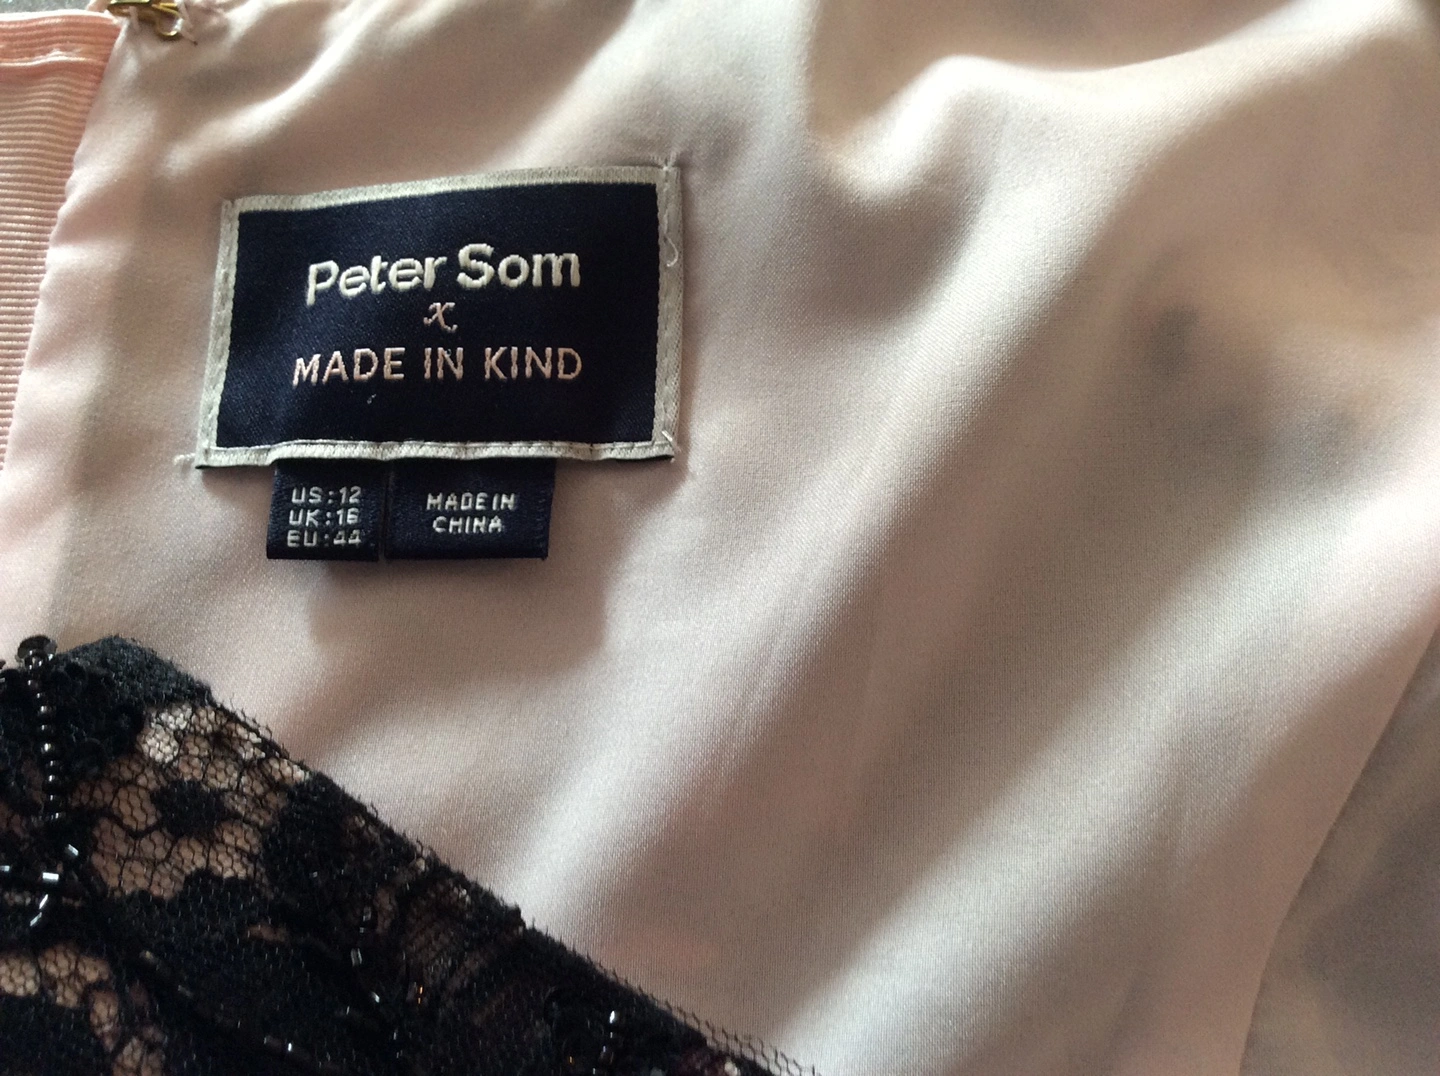 Peter Som
x
MADE IN KIND
US:12
UK:16
EU:44
MADE IN
CHINA